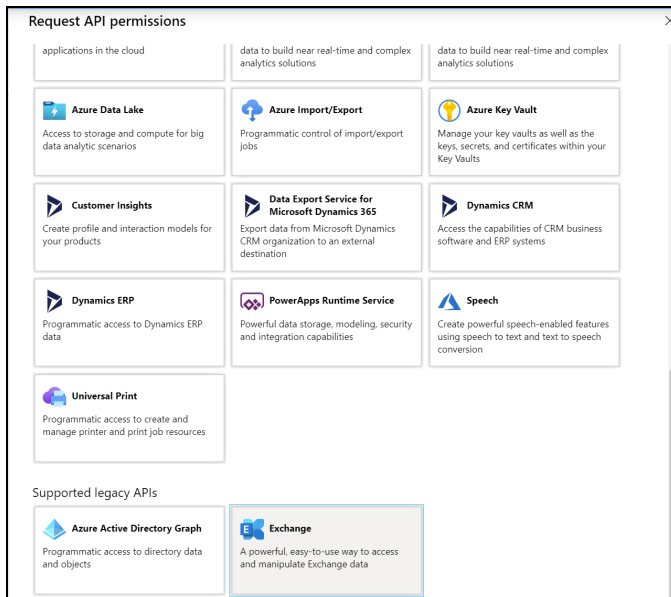 Request API permissions
applications in the cloud
data to build near real-time and complex
analytics solutions
data to build near real-time and complex
analytics solutions
Azure Data Lake
Access to storage and compute for big
data analytic scenarios
Azure Import/Export
Programmatic control of import/export
jobs
Azure Key Vault
Manage your key vaults as well as the
keys, secrets, and certificates within your
Key Vaults
Customer Insights
Create profile and interaction models for
your products
Data Export Service for
Microsoft Dynamics 365
Export data from Microsoft Dynamics
CRM organization to an external
destination
Dynamics CRM
Access the capabilities of CRM business
software and ERP systems
Dynamics ERP
Programmatic access to Dynamics ERP
data
PowerApps Runtime Service
Powerful data storage, modeling, security
and integration capabilities
Speech
Create powerful speech-enabled features
using speech to text and text to speech
conversion
Universal Print
Programmatic access to create and
manage printer and print job resources
Supported legacy APIs
Azure Active Directory Graph
Programmatic access to directory data
and objects
Exchange
A powerful, easy-to-use way to access
and manipulate Exchange data